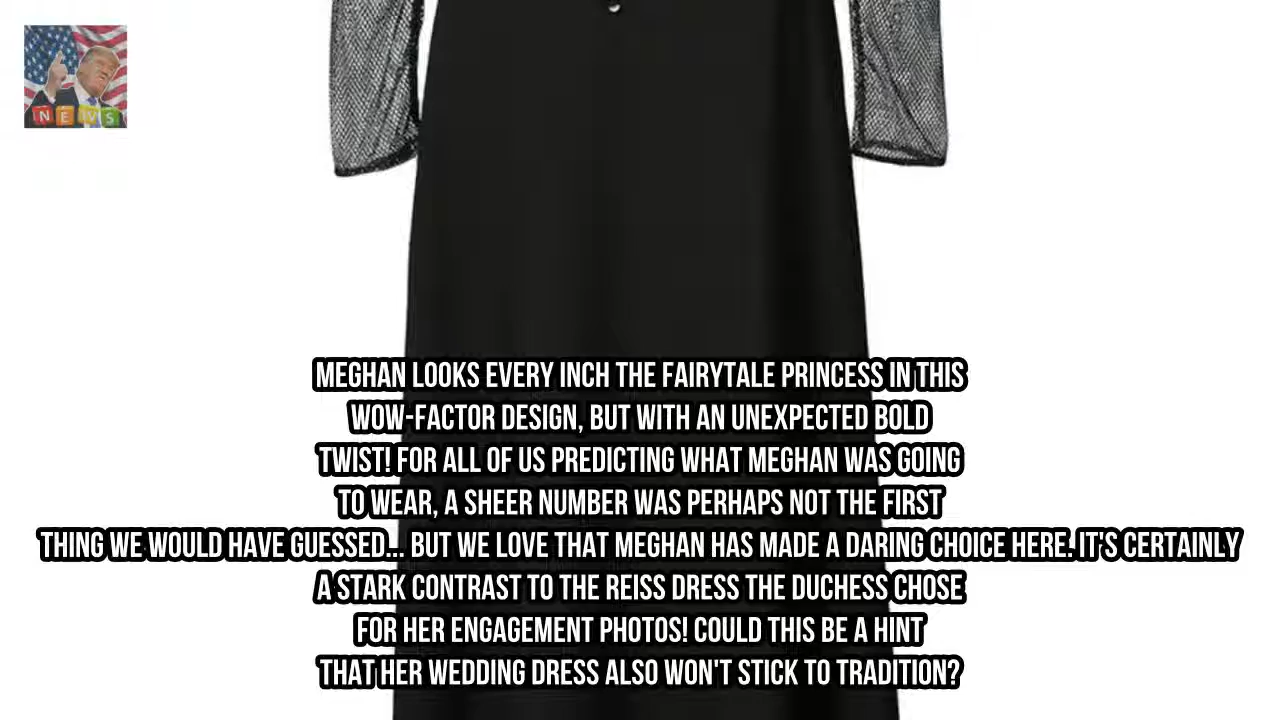 NEWS
MEGHAN LOOKS EVERY INCH THE FAIRYTALE PRINCESS IN THIS
WOW-FACTOR DESIGN, BUT WITH AN UNEXPECTED BOLD
TWIST! FOR ALL OF US PREDICTING WHAT MEGHAN WAS GOING
TO WEAR, A SHEER NUMBER WAS PERHAPS NOT THE FIRST
THING WE WOULD HAVE GUESSED... BUT WE LOVE THAT MEGHAN HAS MADE A DARING CHOICE HERE. IT'S CERTAINLY
A STARK CONTRAST TO THE REISS DRESS THE DUCHESS CHOSE
FOR HER ENGAGEMENT PHOTOS! COULD THIS BE A HINT
THAT HER WEDDING DRESS ALSO WON'T STICK TO TRADITION?